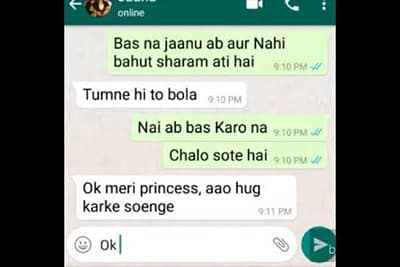 online
Bas na jaanu ab aur Nahi
bahut sharam ati hai
9:10 PM
Tumne hi to bola
9:10 PM
Nai ab bas Karo na
9:10 PM
Chalo sote hai
9:10 PM
Ok meri princess, aao hug
karke soenge
9:11 PM
Ok